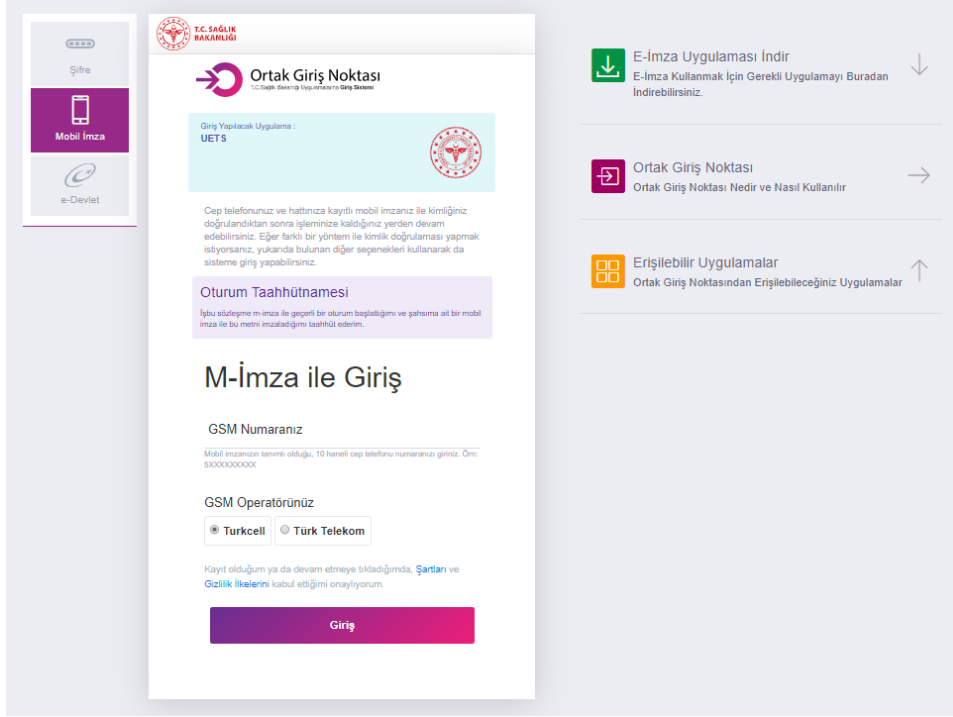 Şifre
Mobil İmza
e-Devlet
T.C. SAĞLIK
BAKANLIĞI
Ortak Giriş Noktası
T.C.Sağlık Bakanlığı Uygulamalarına Giriş Sistemi
Giriş Yapılacak Uygulama :
UETS
Cep telefonunuz ve hattınıza kayıtlı mobil imzanız ile kimliğiniz
doğrulandıktan sonra işleminize kaldığınız yerden devam
edebilirsiniz. Eğer farklı bir yöntem ile kimlik doğrulaması yapmak
istiyorsanız, yukarıda bulunan diğer seçenekleri kullanarak da
sisteme giriş yapabilirsiniz.
Oturum Taahhütnamesi
İşbu sözleşme m-imza ile geçerli bir oturum başlattığımı ve şahsıma ait bir mobil
imza ile bu metni imzaladığımı taahhüt ederim.
M-İmza ile Giriş
GSM Numaranız
Mobil imzanızın tanımlı olduğu, 10 haneli cep telefonu numaranızı giriniz. Örn:
5XXXXXXXXX
GSM Operatörünüz
Turkcell Türk Telekom
Kayıt olduğum ya da devam etmeye tıkladığımda, Şartları ve
Gizlilik İlkelerini kabul ettiğimi onaylıyorum.
Giriş
E-İmza Uygulaması İndir
E-İmza Kullanmak İçin Gerekli Uygulamayı Buradan
İndirebilirsiniz.
Ortak Giriş Noktası
Ortak Giriş Noktası Nedir ve Nasıl Kullanılır
Erişilebilir Uygulamalar
Ortak Giriş Noktasından Erişilebileceğiniz Uygulamalar